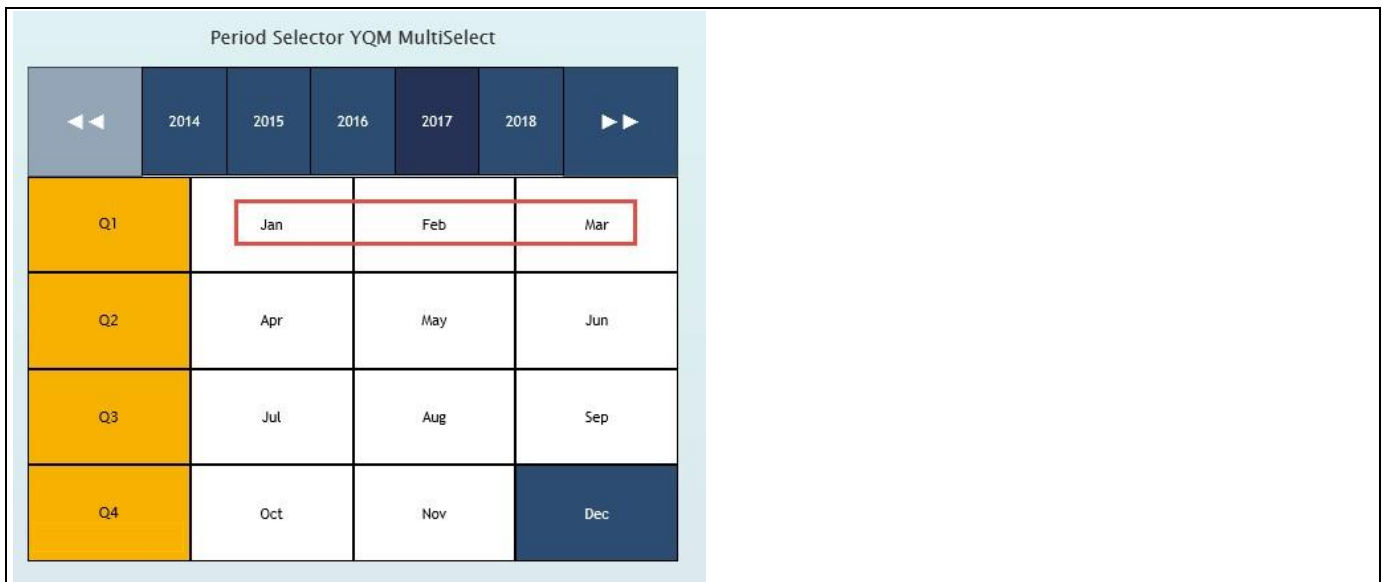 Period Selector YQM MultiSelect
2014 2015 2016 2017 2018
Q1 Jan Feb Mar
Q2 Apr May Jun
Q3 Jul Aug Sep
Q4 Oct Nov Dec